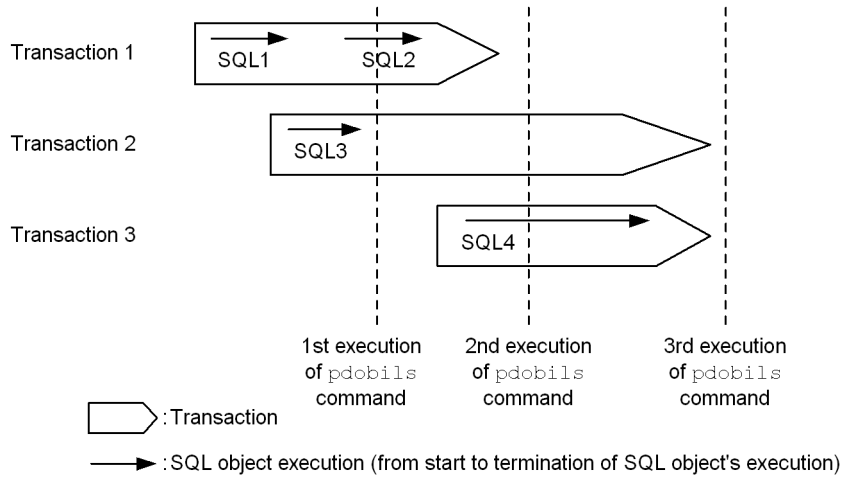 Transaction 1
SQL1
SQL2
Transaction 2
SQL3
Transaction 3
SQL4
1st execution
of pdobils
command
2nd execution
of pdobils
command
3rd execution
of pdobils
command
: Transaction
: SQL object execution (from start to termination of SQL object's execution)